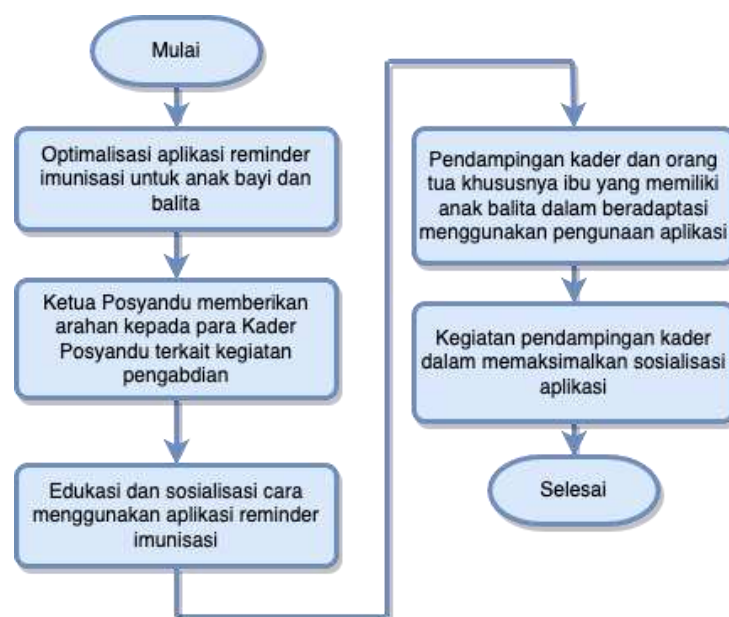 Mulai
Optimalisasi aplikasi reminder
imunisasi untuk anak bayi dan
balita
Ketua Posyandu memberikan
arahan kepada para Kader
Posyandu terkait kegiatan
pengabdian
Edukasi dan sosialisasi cara
menggunakan aplikasi reminder
imunisasi
Pendampingan kader dan orang
tua khususnya ibu yang memiliki
anak balita dalam beradaptasi
menggunakan pengunaan aplikasi
Kegiatan pendampingan kader
dalam memaksimalkan sosialisasi
aplikasi
Selesai